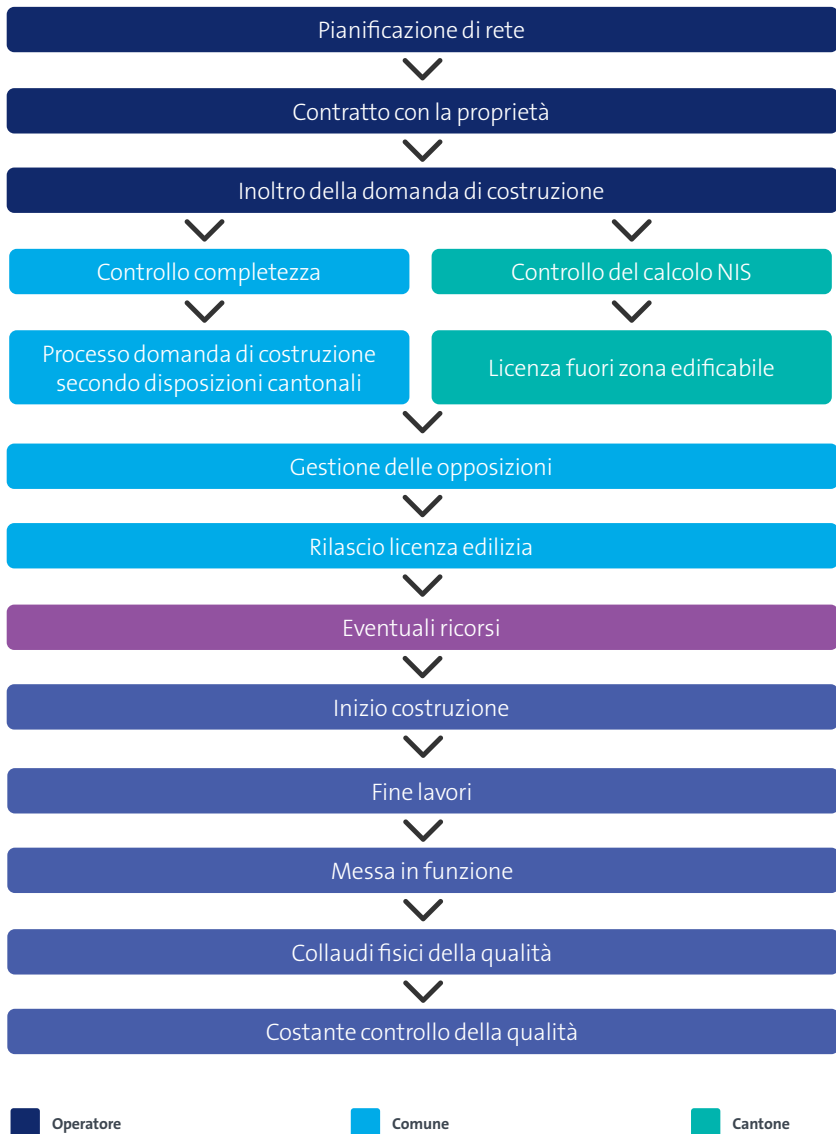 Pianificazione di rete
Contratto con la proprietà
Inoltro della domanda di costruzione
Controllo completezza
Controllo del calcolo NIS
Processo domanda di costruzione
secondo disposizioni cantonali
Licenza fuori zona edificabile
Gestione delle opposizioni
Rilascio licenza edilizia
Eventuali ricorsi
Inizio costruzione
Fine lavori
Messa in funzione
Collaudi fisici della qualità
Costante controllo della qualità
Operatore
Comune
Cantone